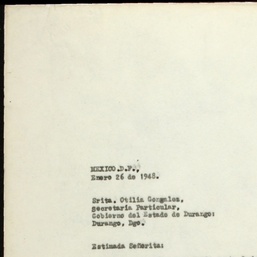 MEXICO.D.F.,
Enero 26 de 1948.
Srita. Otilia Gonzalez,
secretaria Particular,
Gobierno del Estado de Durango:
Durango, Dgo.
Estimada Señorita: